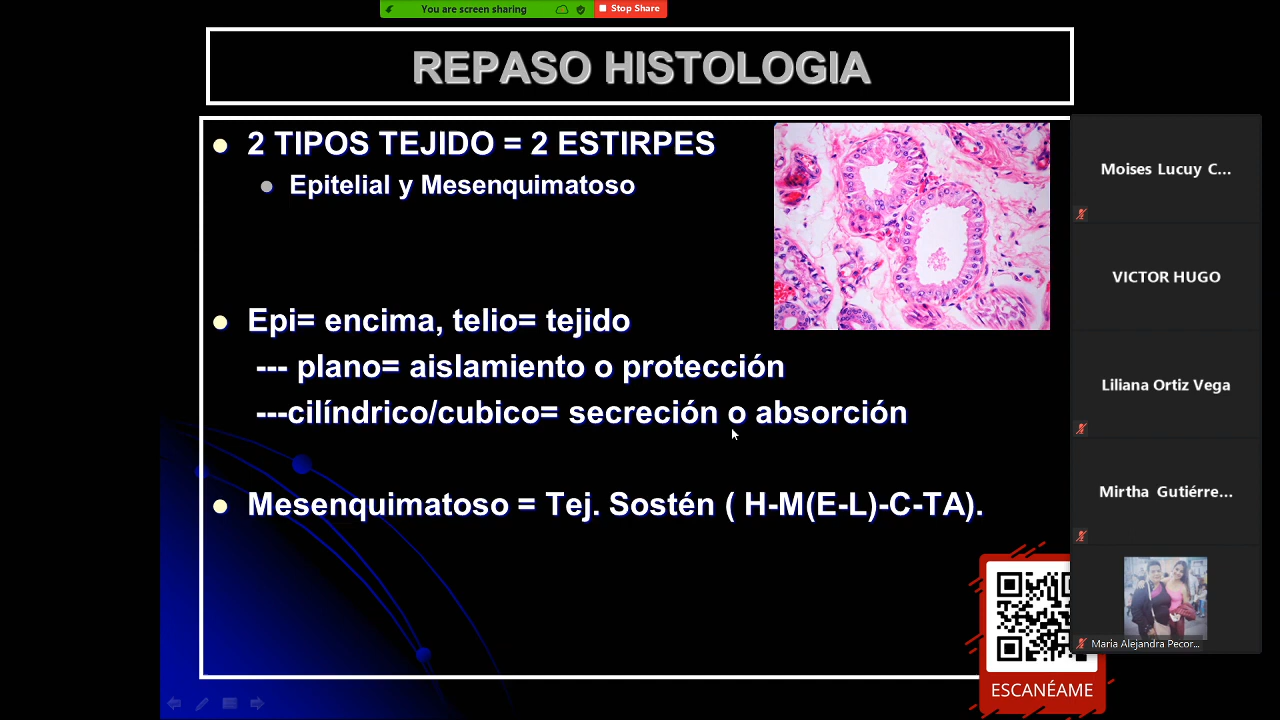 You are screen sharing
Stop Share
REPASO HISTOLOGIA
2 TIPOS TEJIDO = 2 ESTIRPES
Epitelial y Mesenquimatoso
Epi= encima, telio= tejido
--- plano= aislamiento o protección
---cilíndrico/cubico= secreción o absorción
Mesenquimatoso = Tej. Sostén ( H-M(E-L)-C-TA).
ESCANÉAME
Moises Lucuy C...
VICTOR HUGO
Liliana Ortiz Vega
Mirtha Gutiérre...
Maria Alejandra Pecor...